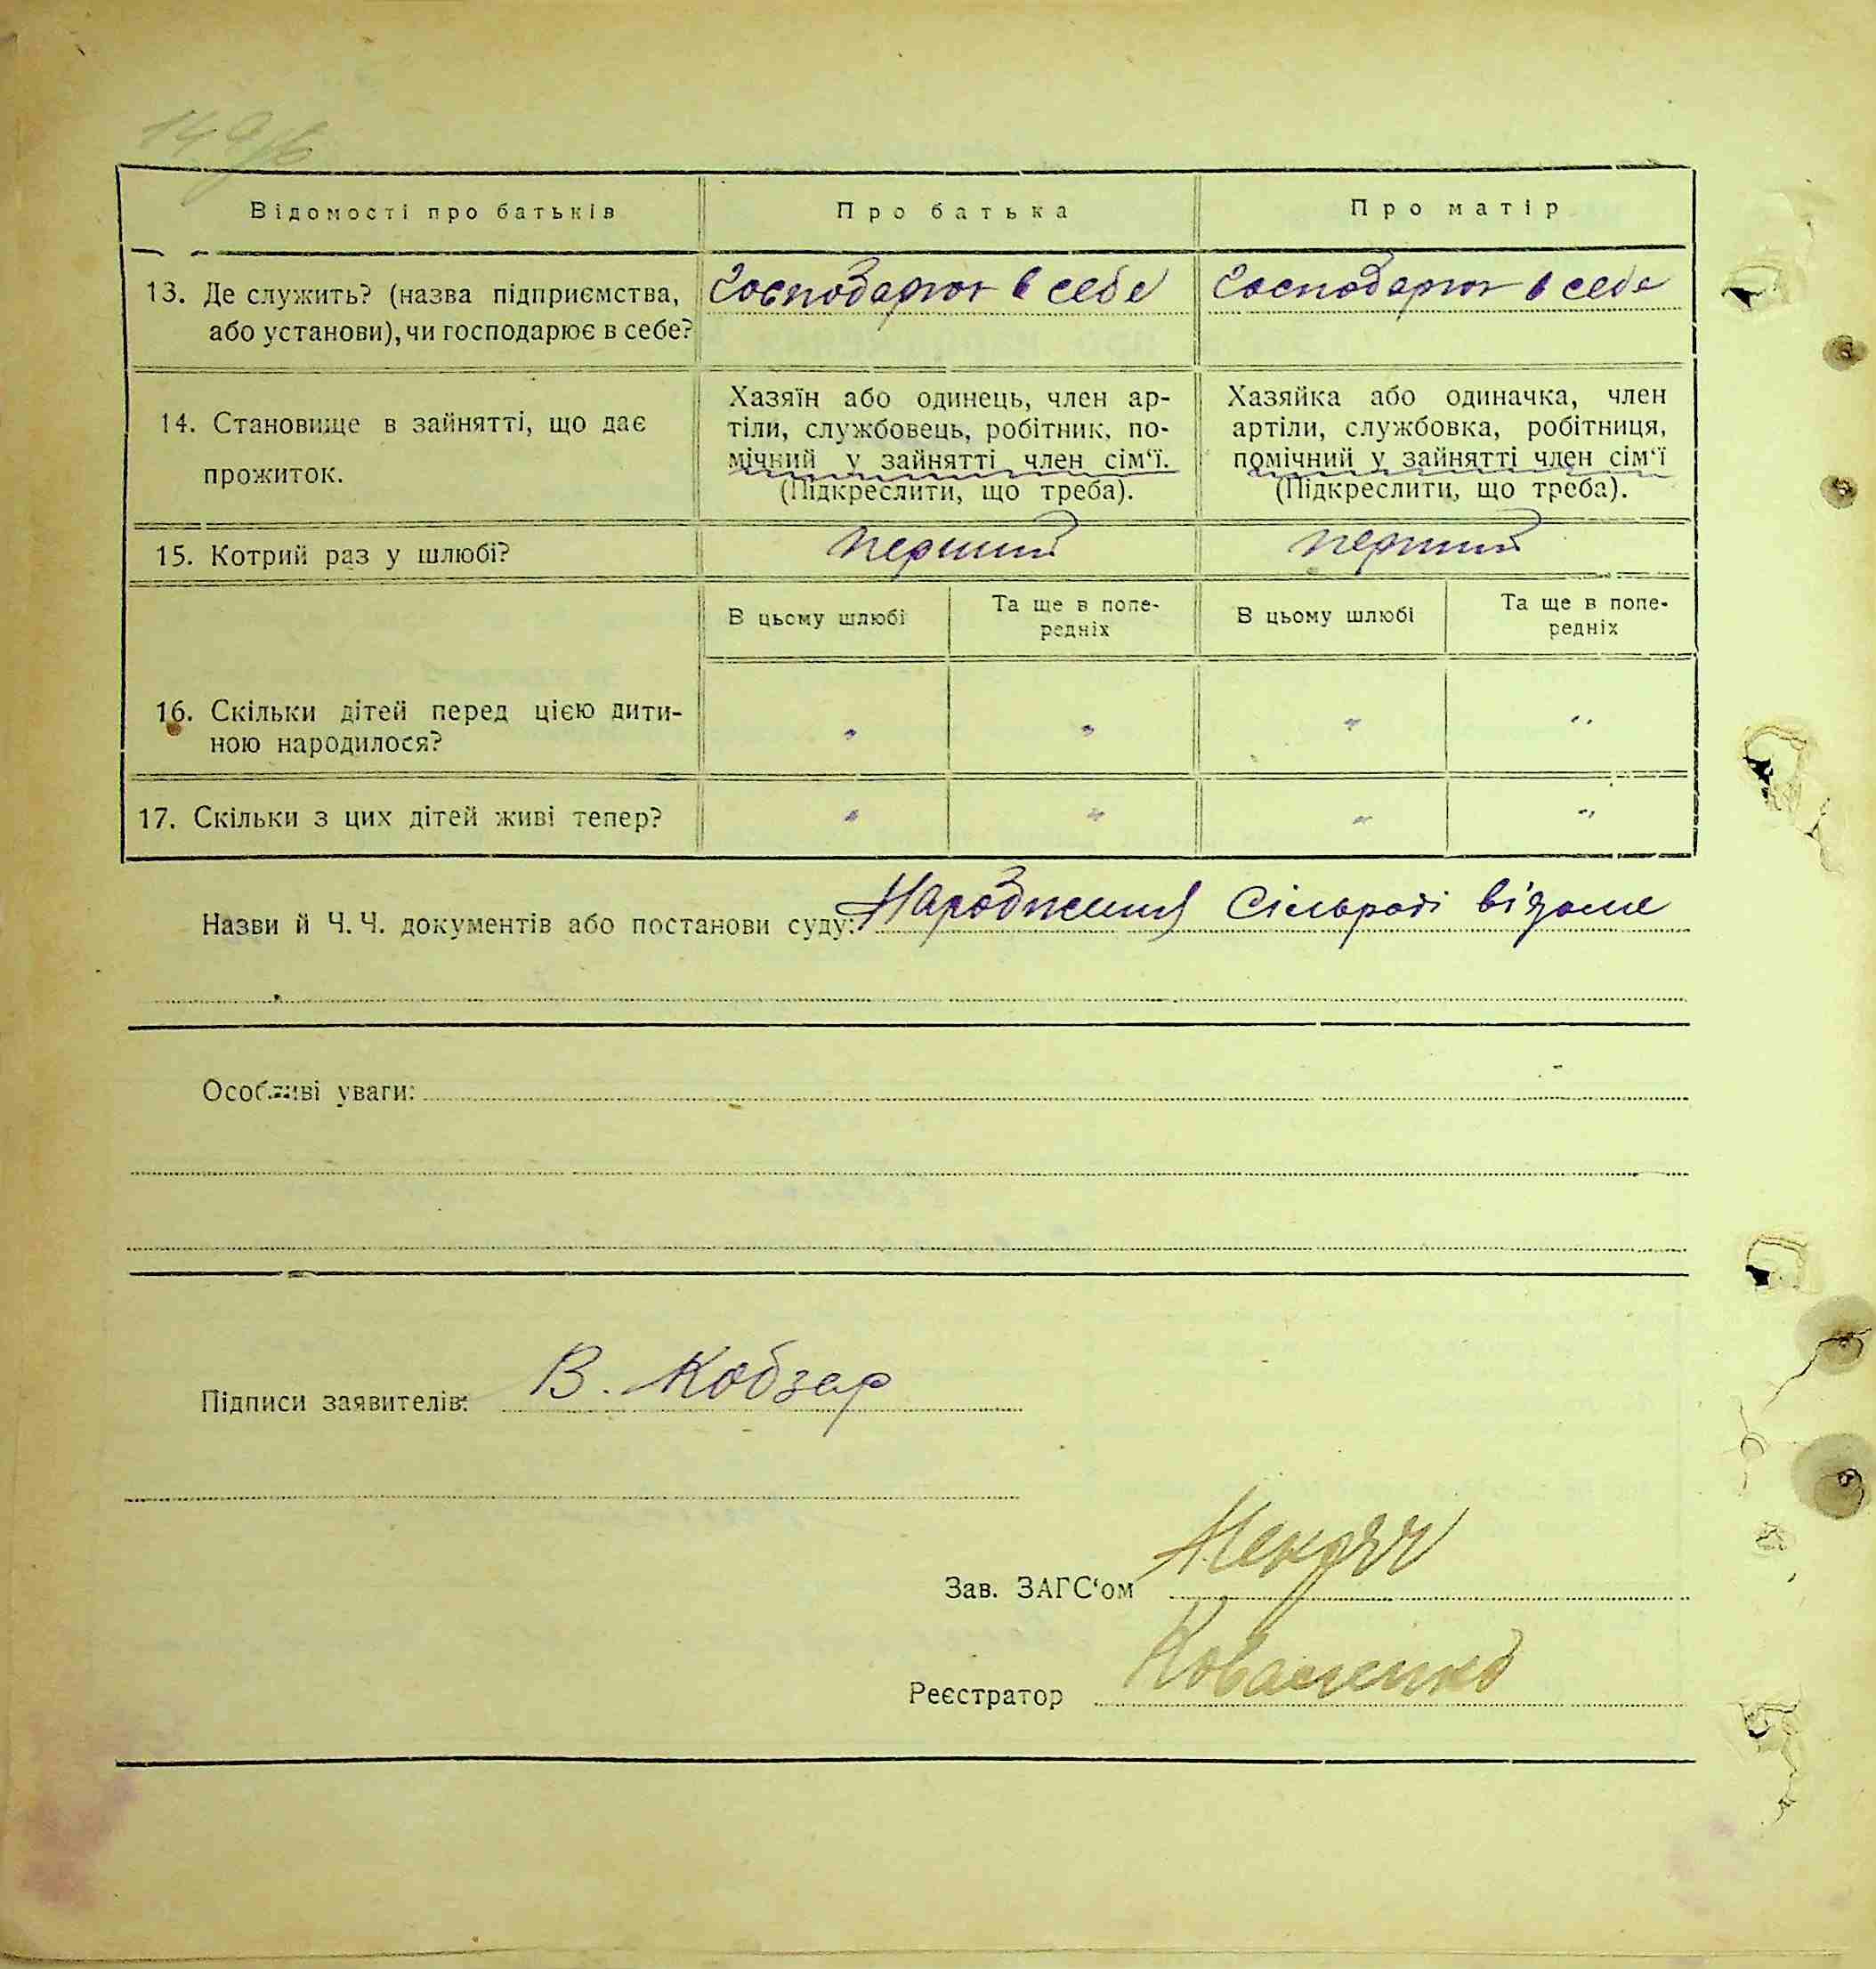 Відомості про батьків Про батька Про матір
13. Де служить? (назва підприємства, або установи), чи господарює в себе?
Господарює в себе
Господарює в себе
14. Становище в зайнятті, що дає прожиток.
Хазяїн або одинець, член ар-
тіли, службовець, робітник, по-
мічний у зайнятті член сім‘ї.
(Підкреслити, що треба).
Хазяйка або одиначка, член
артіли, службовка, робітниця,
помічний у зайнятті член сім‘ї
(Підкреслити, що треба).
15. Котрий раз у шлюбі? перший перший
В цьому шлюбі
Та ще в попе-
редніх
В цьому шлюбі
Та ще в попе-
редніх
16. Скільки дітей перед цією дити-
ною народилося?
" " " "
17. Скільки з цих дітей живі тепер? " " " "
Назви й Ч. Ч. документів або постанови суду: Народження Сільраді відоме
Особливі уваги:
Підписи заявителів: В. Кобзар
Зав. ЗАГС‘ом
Реєстратор Коваленко